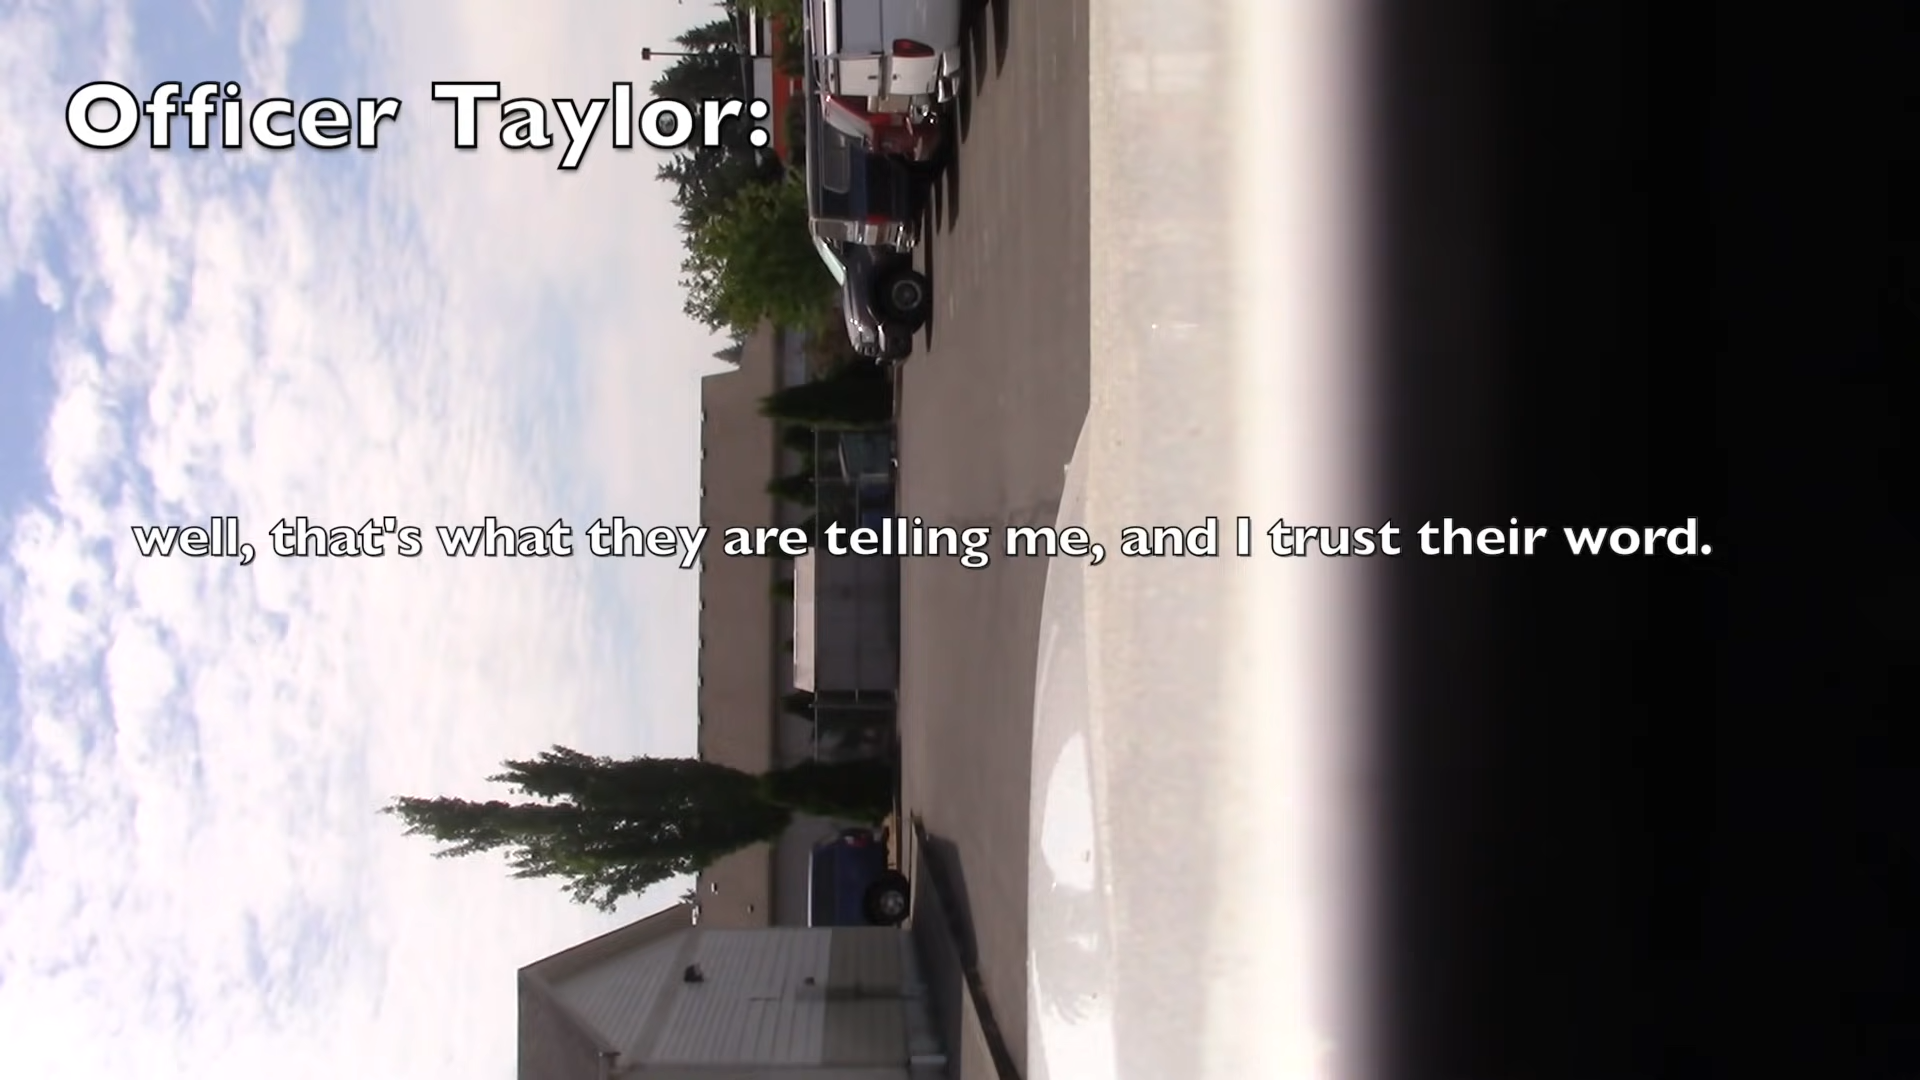 Officer Taylor:
well, that's what they are telling me, and I trust their word.